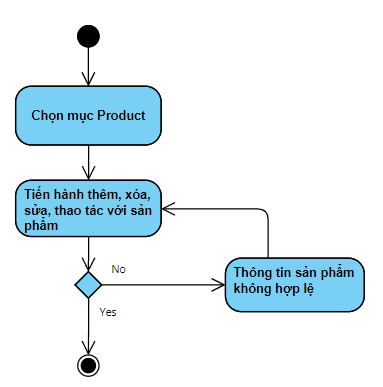 Chọn mục Product
Tiến hành thêm, xóa,
sửa, thao tác với sản
phẩm
No
Thông tin sản phẩm
không hợp lệ
Yes